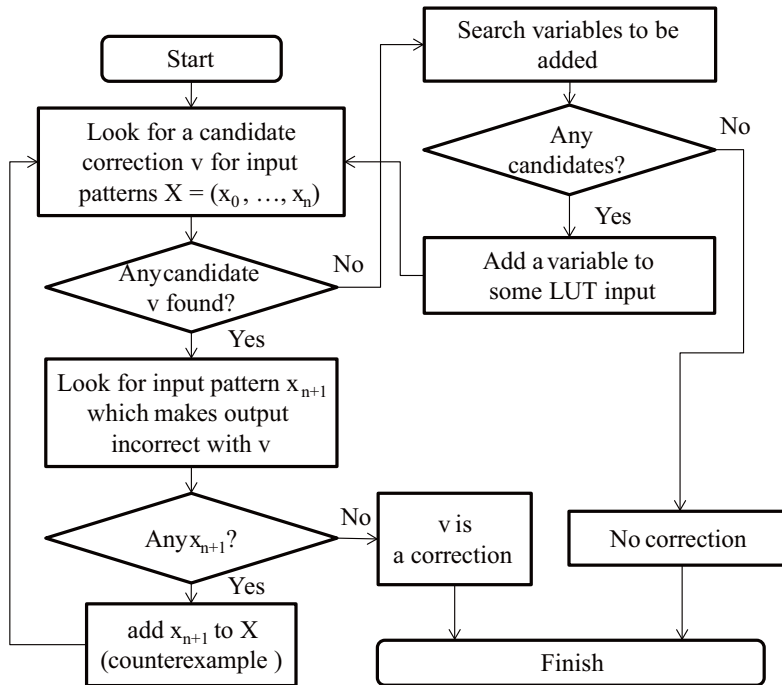 Start
Look for a candidate
correction v for input
patterns X = (x₀, …, xₙ)
Any candidate
v found?
No
Yes
Look for input pattern xₙ₊₁
which makes output
incorrect with v
Any xₙ₊₁?
No
Yes
add xₙ₊₁ to X
(counterexample )
v is
a correction
Search variables to be
added
Any
candidates?
No
Yes
Add a variable to
some LUT input
No correction
Finish